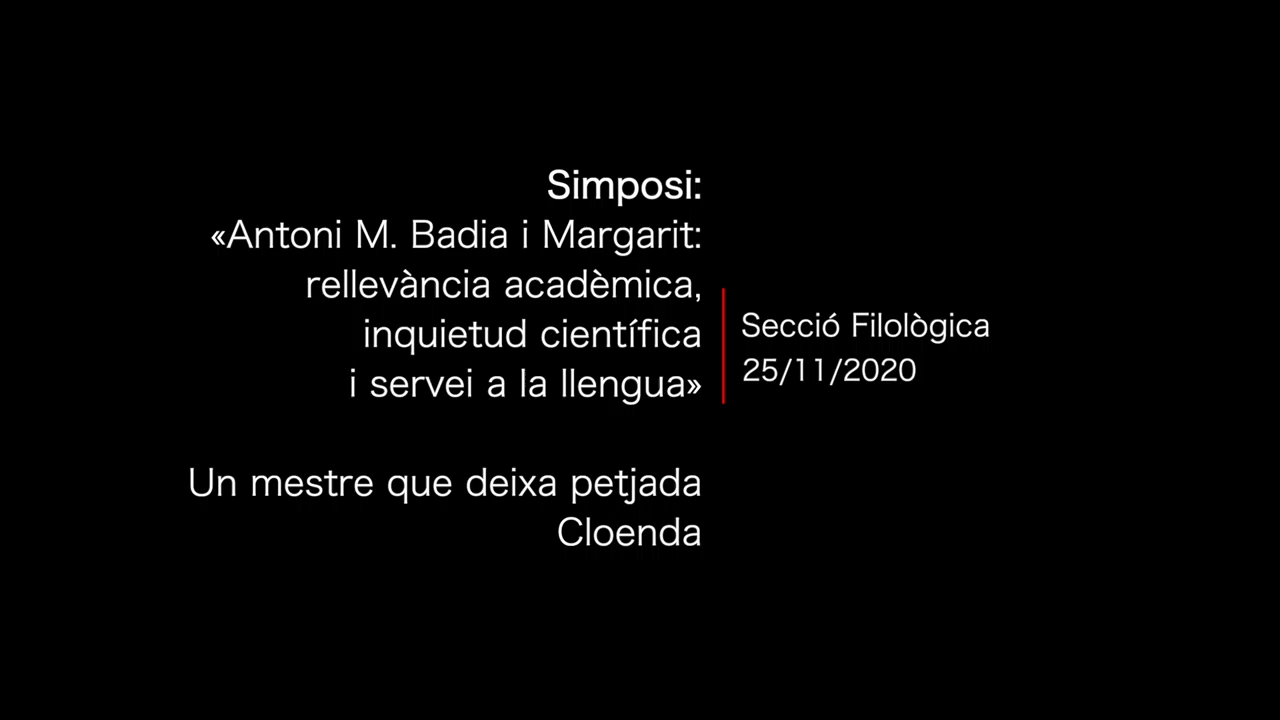 Simposi:
«Antoni M. Badia i Margarit:
rellevància acadèmica,
inquietud científica
i servei a la llengua»
Un mestre que deixa petjada
Cloenda
Secció Filològica
25/11/2020